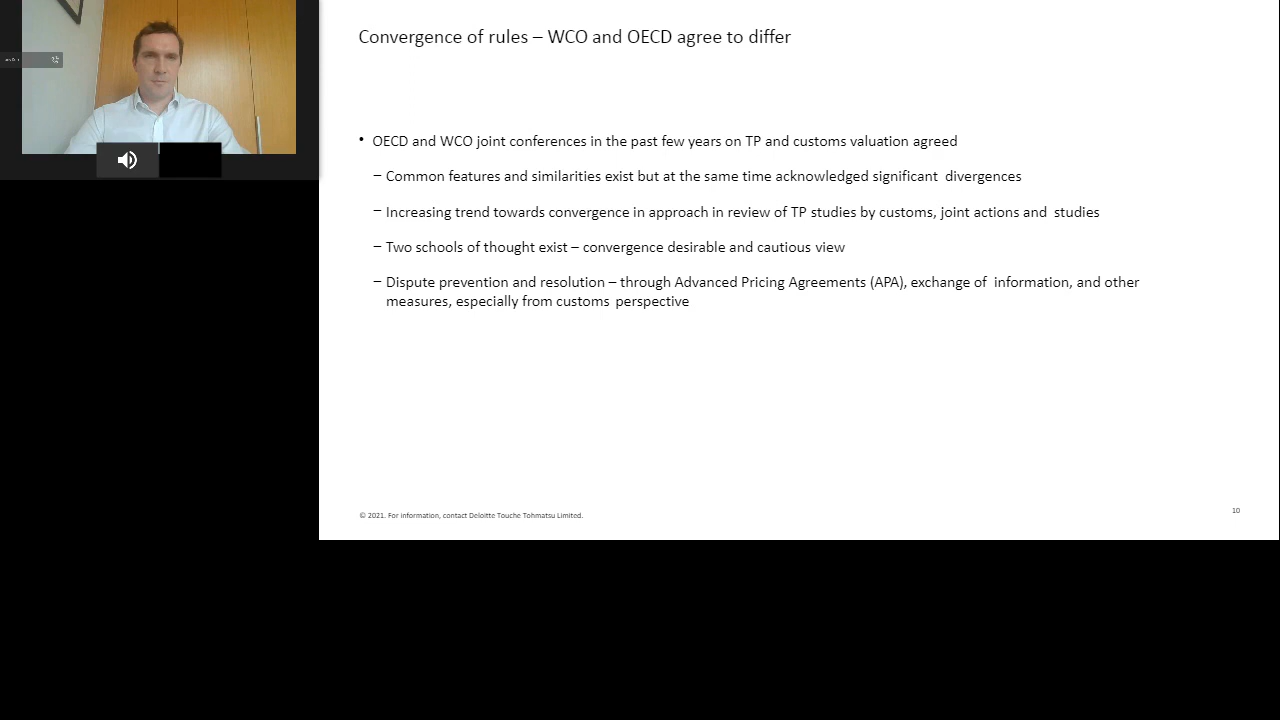 Convergence of rules – WCO and OECD agree to differ
• OECD and WCO joint conferences in the past few years on TP and customs valuation agreed
– Common features and similarities exist but at the same time acknowledged significant divergences
– Increasing trend towards convergence in approach in review of TP studies by customs, joint actions and studies
– Two schools of thought exist – convergence desirable and cautious view
– Dispute prevention and resolution – through Advanced Pricing Agreements (APA), exchange of information, and other
measures, especially from customs perspective
© 2021. For information, contact Deloitte Touche Tohmatsu Limited.
10